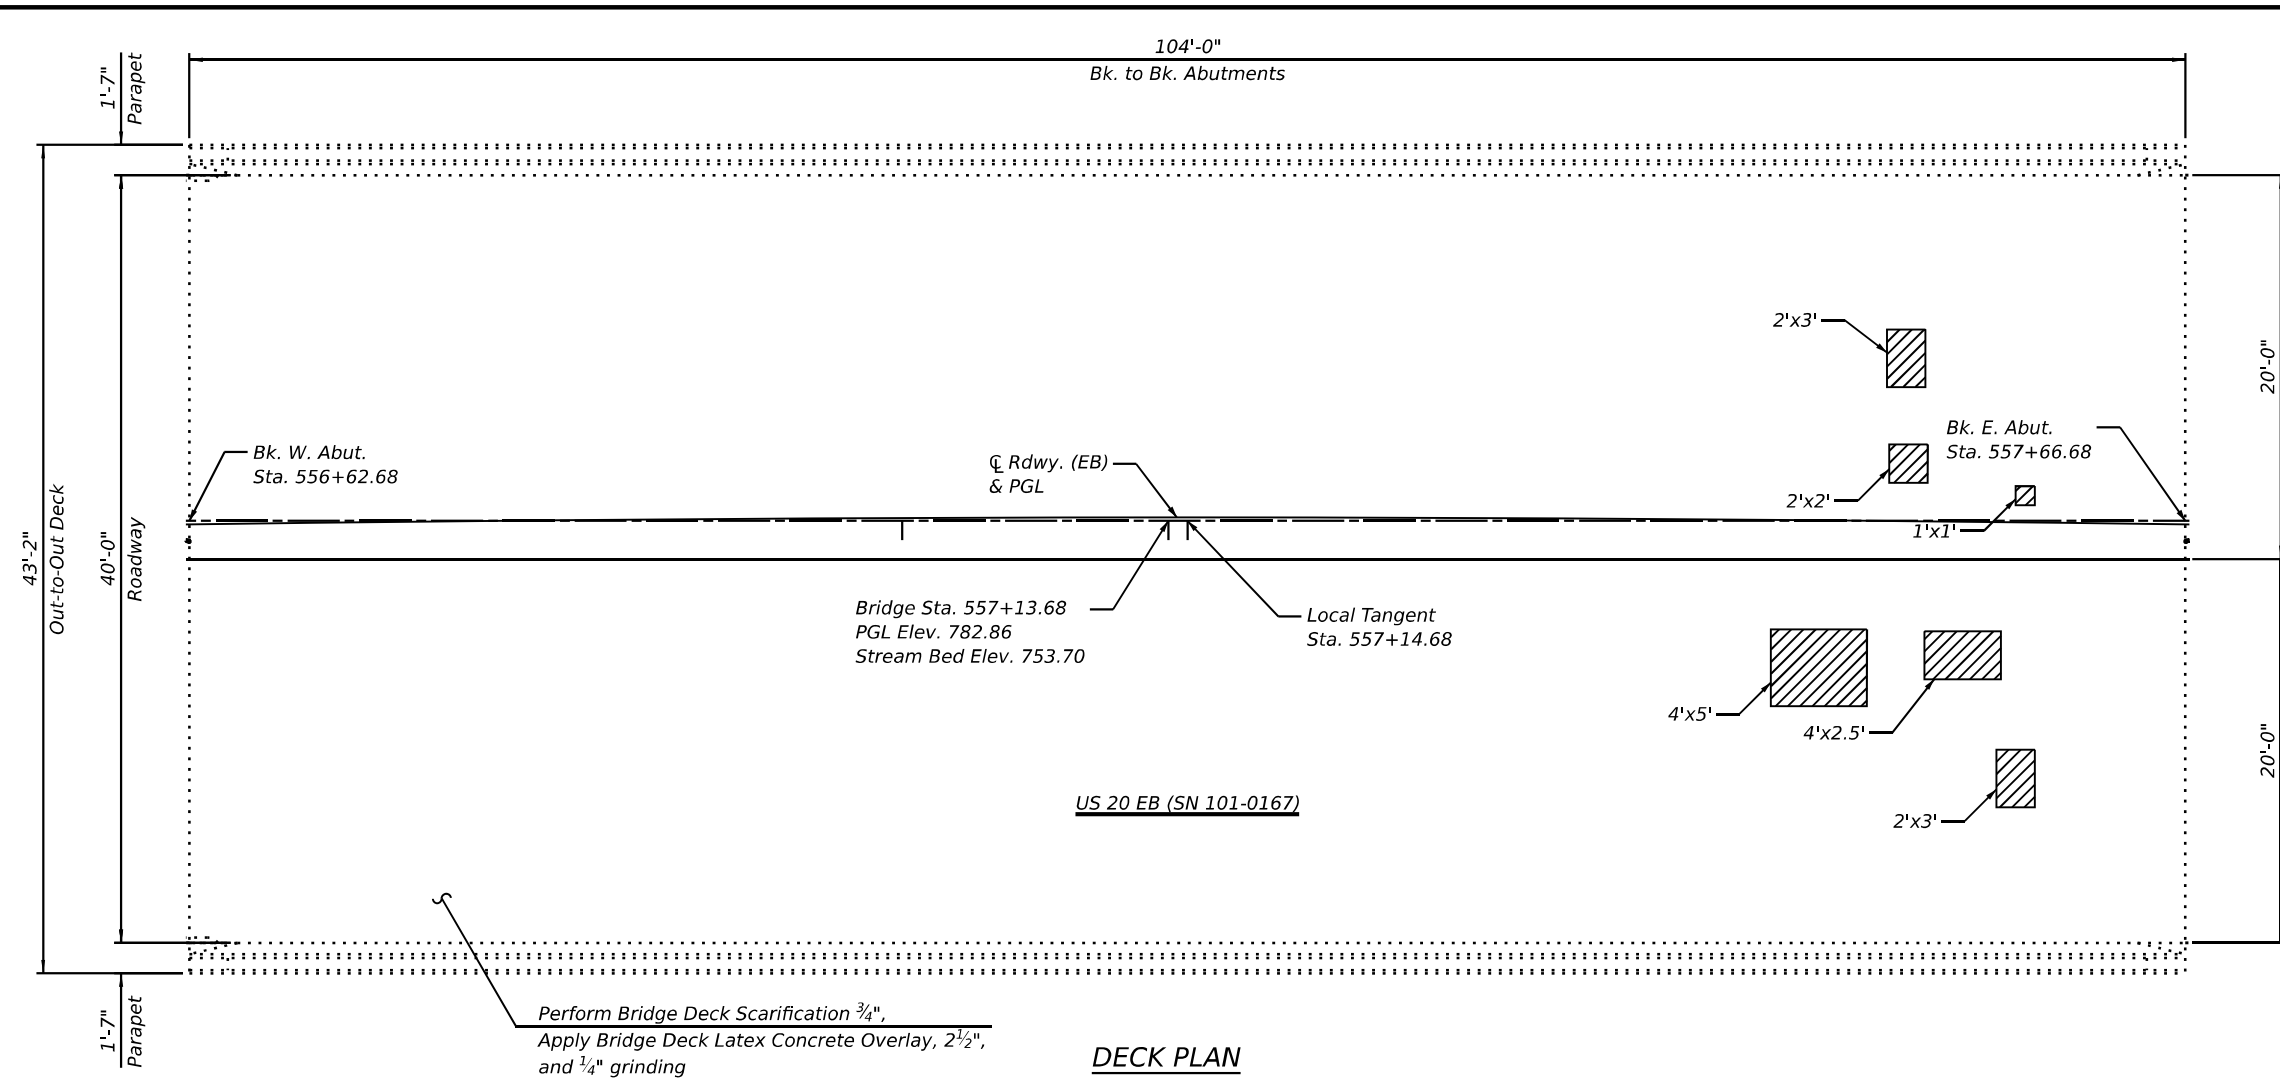 104'-0"
Bk. to Bk. Abutments
1'-7"
Parapet
43'-2"
Out-to-Out Deck
40'-0"
Roadway
20'-0"
2'x3'
Bk. W. Abut.
Sta. 556+62.68
℄ Rdwy. (EB)
& PGL
2'x2'
Bk. E. Abut.
Sta. 557+66.68
1'x1'
Bridge Sta. 557+13.68
PGL Elev. 782.86
Stream Bed Elev. 753.70
Local Tangent
Sta. 557+14.68
4'x5'
4'x2.5'
20'-0"
US 20 EB (SN 101-0167)
2'x3'
1'-7"
Parapet
Perform Bridge Deck Scarification ¾",
Apply Bridge Deck Latex Concrete Overlay, 2½",
and ¼" grinding
DECK PLAN